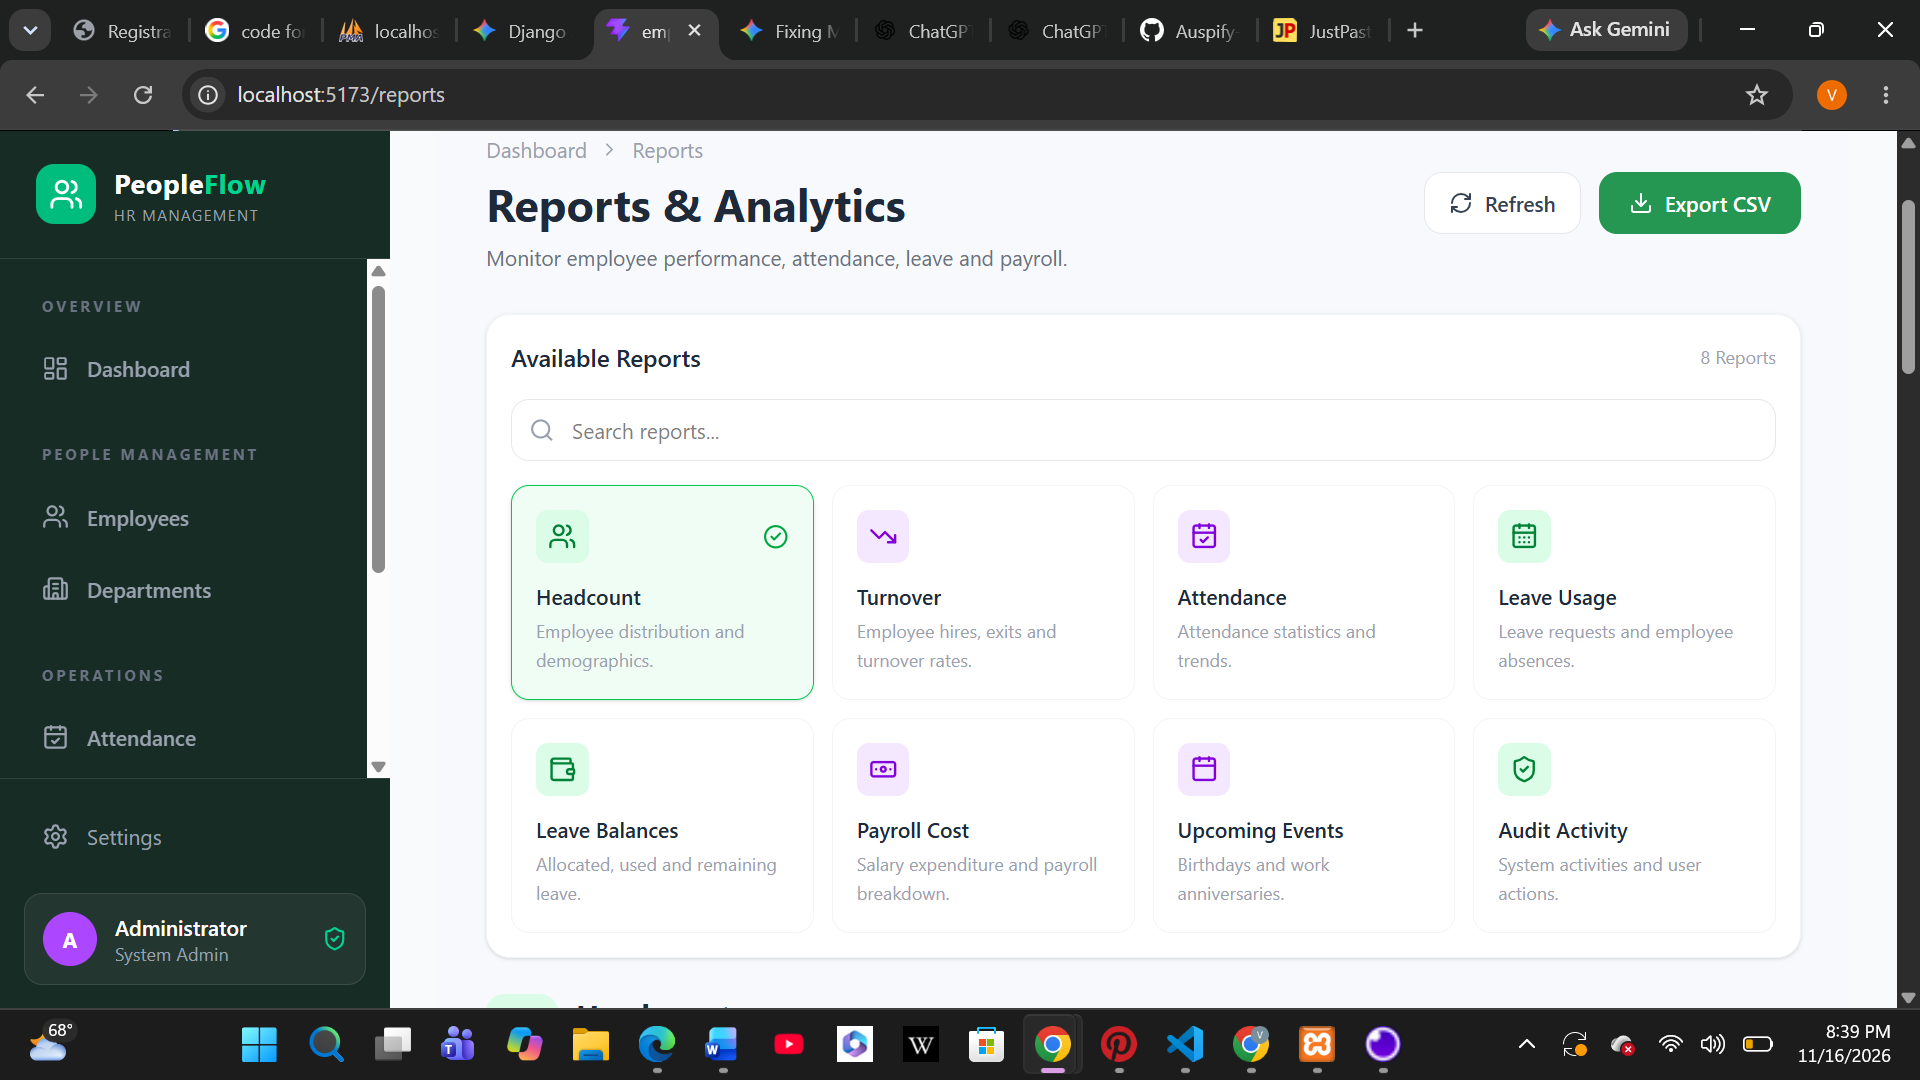 Registra
code fo
localhos
Django
em
Fixing M
ChatGP
ChatGP
Auspify-
JustPast
Ask Gemini
localhost:5173/reports
V
PeopleFlow
HR MANAGEMENT
OVERVIEW
Dashboard
PEOPLE MANAGEMENT
Employees
Departments
OPERATIONS
Attendance
Settings
A
Administrator
System Admin
Dashboard > Reports
Reports & Analytics
Monitor employee performance, attendance, leave and payroll.
Refresh
Export CSV
Available Reports
8 Reports
Search reports...
Headcount
Employee distribution and
demographics.
Turnover
Employee hires, exits and
turnover rates.
Attendance
Attendance statistics and
trends.
Leave Usage
Leave requests and employee
absences.
Leave Balances
Allocated, used and remaining
leave.
Payroll Cost
Salary expenditure and payroll
breakdown.
Upcoming Events
Birthdays and work
anniversaries.
Audit Activity
System activities and user
actions.
68°
8:39 PM
11/16/2026